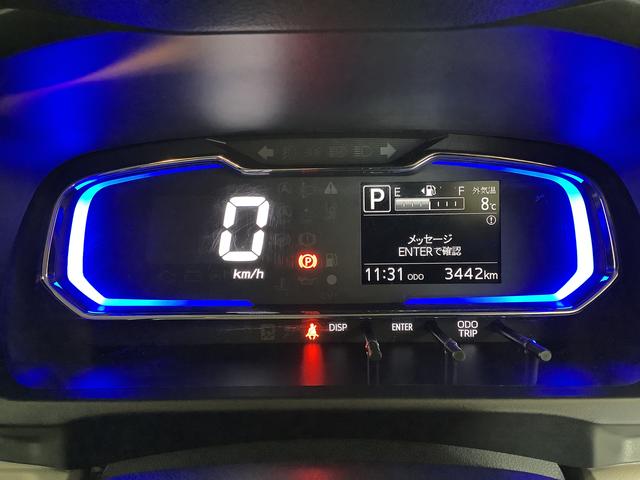 P E F 外気温
8℃
メッセージ
ENTERで確認
11:31 ODO 3442km
0
km/h
P
DISP ENTER ODO
TRIP